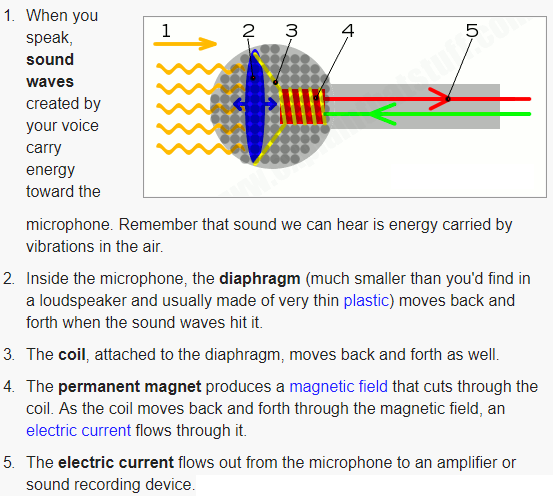 1. When you
speak,
sound
waves
created by
your voice
carry
energy
toward the
1 2 3 4 5
microphone. Remember that sound we can hear is energy carried by
vibrations in the air.
2. Inside the microphone, the diaphragm (much smaller than you'd find in
a loudspeaker and usually made of very thin plastic) moves back and
forth when the sound waves hit it.
3. The coil, attached to the diaphragm, moves back and forth as well.
4. The permanent magnet produces a magnetic field that cuts through the
coil. As the coil moves back and forth through the magnetic field, an
electric current flows through it.
5. The electric current flows out from the microphone to an amplifier or
sound recording device.